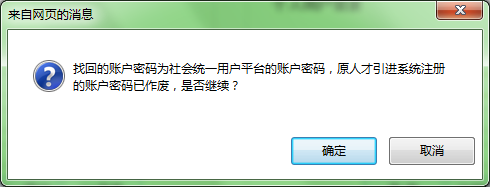 来自网页的消息
找回的账户密码为社会统一用户平台的账户密码，原人才引进系统注册
的账户密码已作废，是否继续？
确定
取消